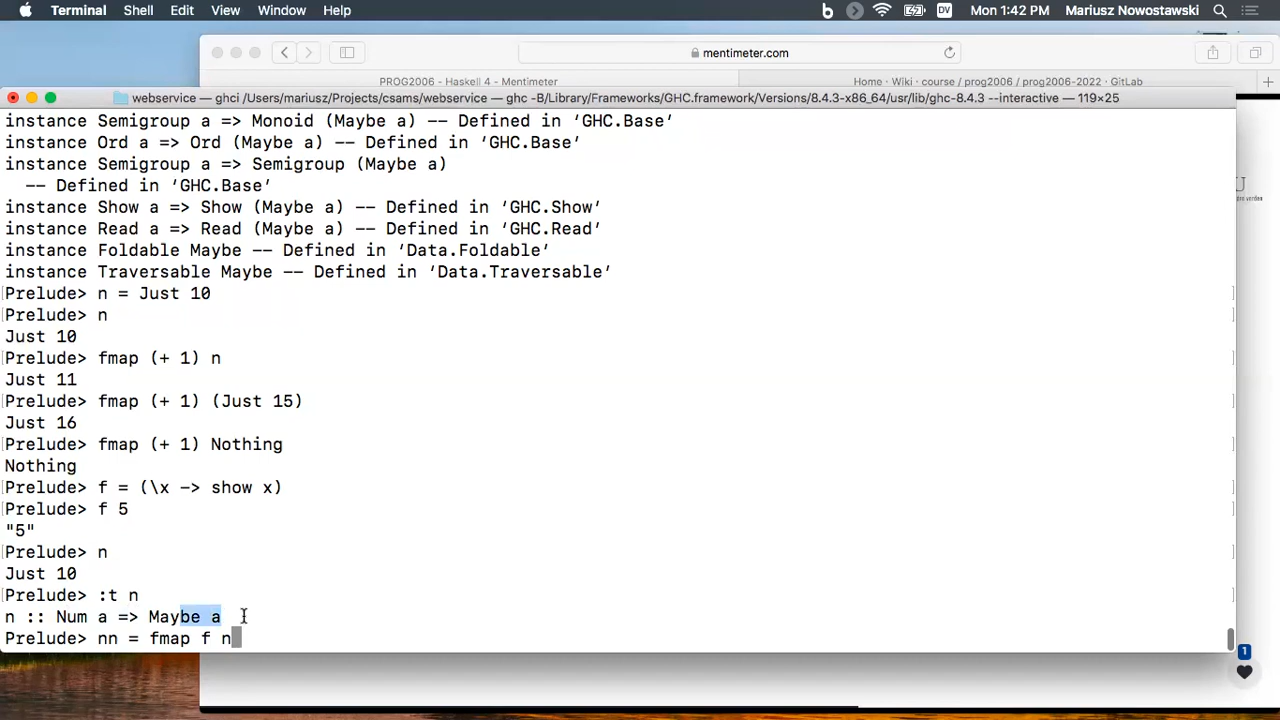 Terminal Shell Edit View Window Help DV Mon 1:42 PM Mariusz Nowostawski
mentimeter.com
PROG2006 - Haskell 4 - Mentimeter Home · Wiki · course / prog2006 / prog2006-2022 · GitLab
webservice — ghci /Users/mariusz/Projects/csams/webservice — ghc -B/Library/Frameworks/GHC.framework/Versions/8.4.3-x86_64/usr/lib/ghc-8.4.3 --interactive — 119×25
instance Semigroup a => Monoid (Maybe a) -- Defined in ‘GHC.Base’
instance Ord a => Ord (Maybe a) -- Defined in ‘GHC.Base’
instance Semigroup a => Semigroup (Maybe a)
-- Defined in ‘GHC.Base’
instance Show a => Show (Maybe a) -- Defined in ‘GHC.Show’
instance Read a => Read (Maybe a) -- Defined in ‘GHC.Read’
instance Foldable Maybe -- Defined in ‘Data.Foldable’
instance Traversable Maybe -- Defined in ‘Data.Traversable’
Prelude> n = Just 10
Prelude> n
Just 10
Prelude> fmap (+ 1) n
Just 11
Prelude> fmap (+ 1) (Just 15)
Just 16
Prelude> fmap (+ 1) Nothing
Nothing
Prelude> f = (\x -> show x)
Prelude> f 5
"5"
Prelude> n
Just 10
Prelude> :t n
n :: Num a => Maybe a
Prelude> nn = fmap f n
1